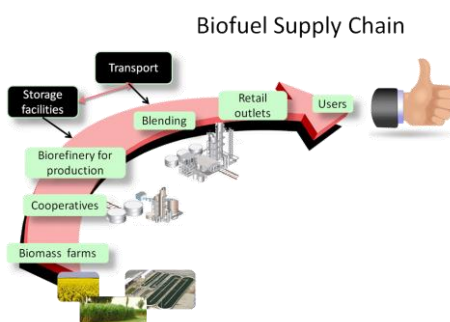 Biofuel Supply Chain
Transport
Storage
facilities
Retail
outlets
Users
Blending
Biorefinery for
production
Cooperatives
Biomass farms